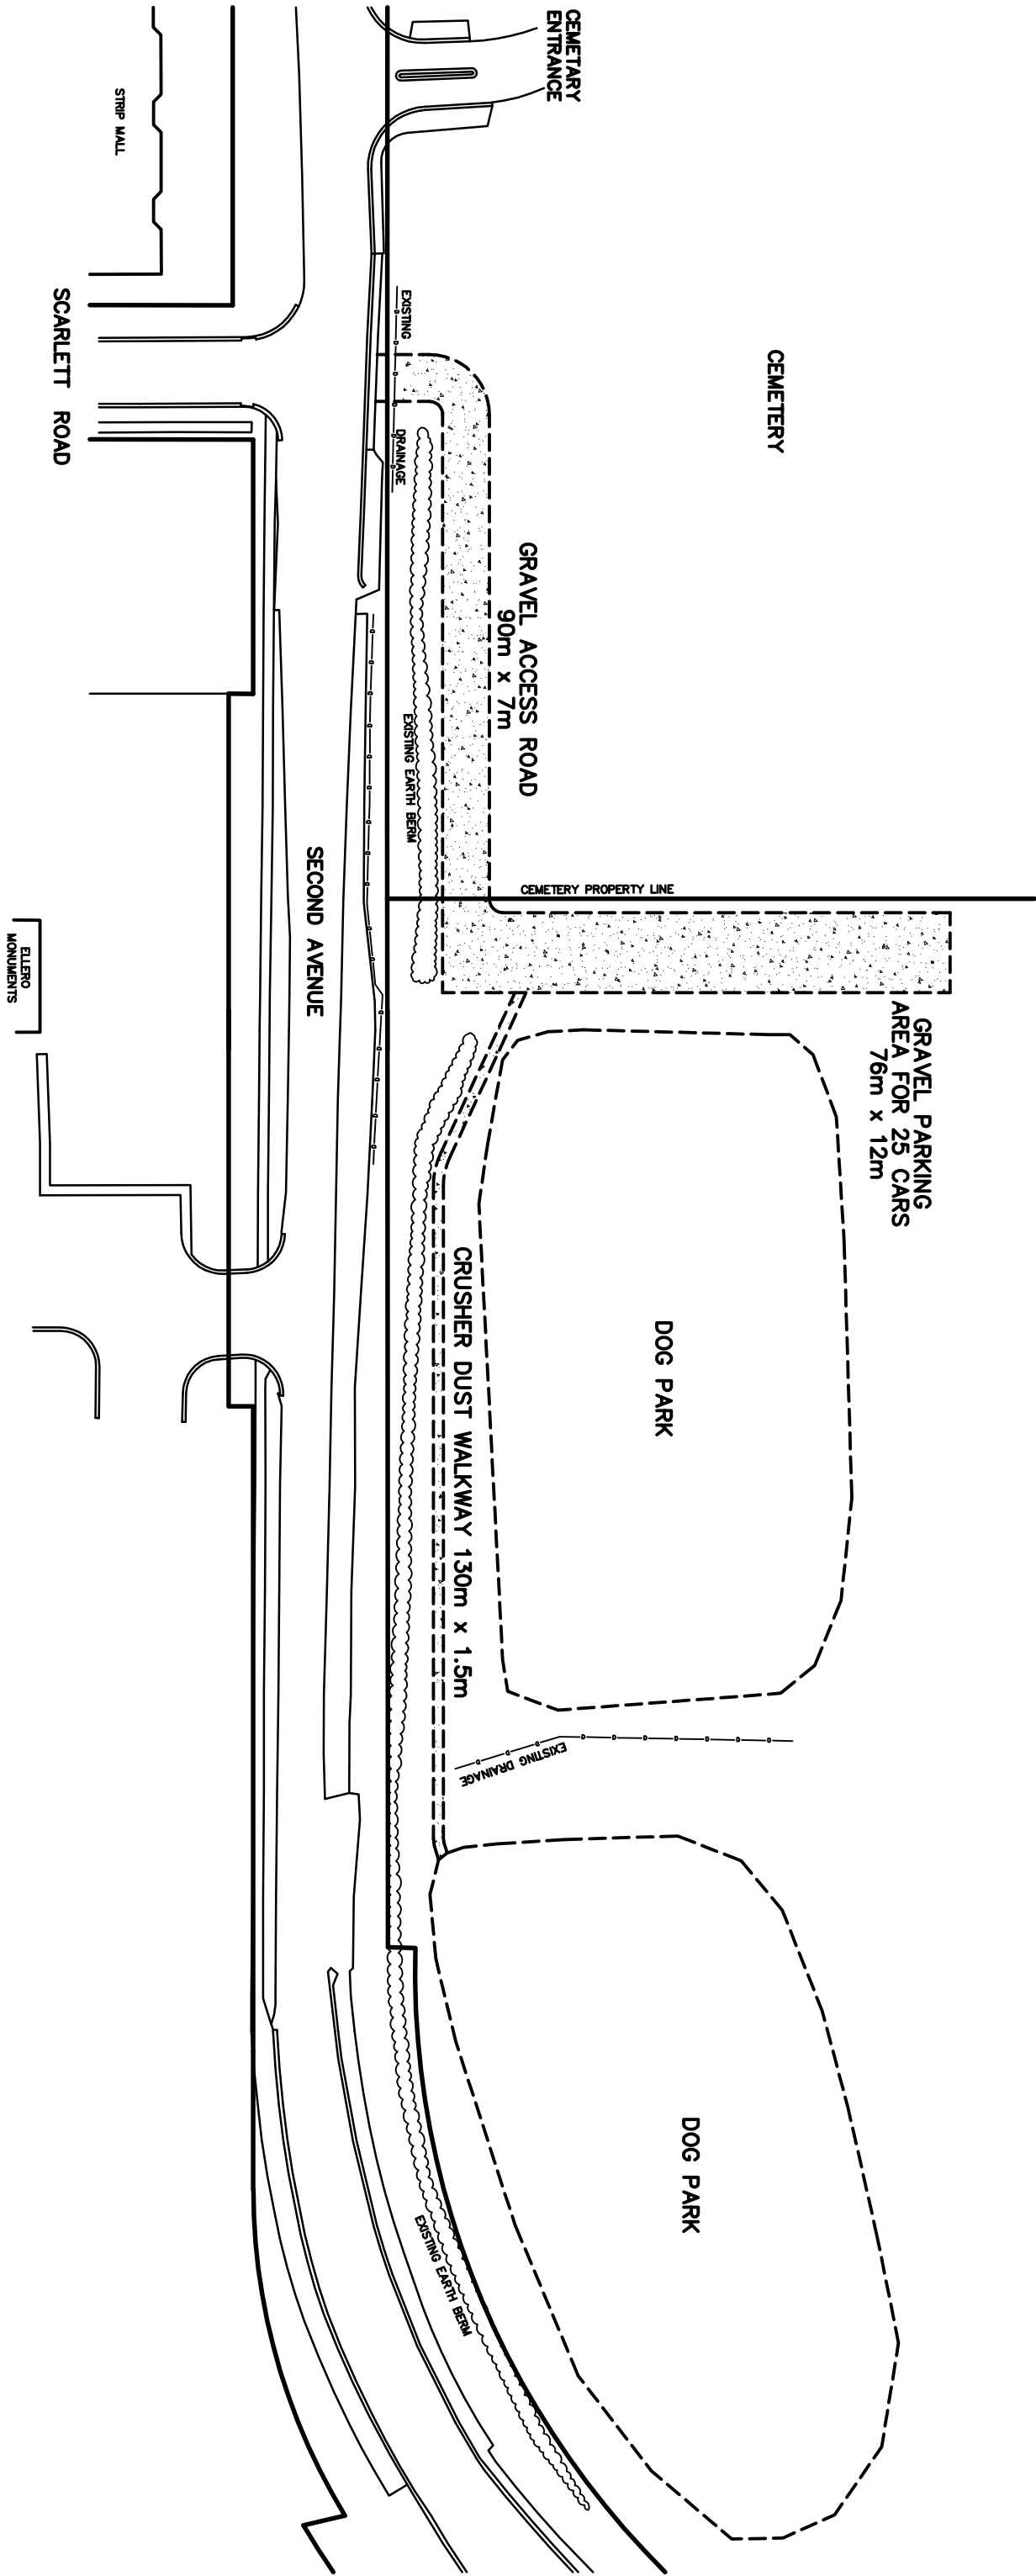 CEMETARY
ENTRANCE
STRIP MALL
SCARLETT ROAD
EXISTING
DRAINAGE
CEMETERY
GRAVEL ACCESS ROAD
90m x 7m
EXISTING EARTH BERM
SECOND AVENUE
CEMETERY PROPERTY LINE
ELLERO
MONUMENTS
GRAVEL PARKING
AREA FOR 25 CARS
76m x 12m
CRUSHER DUST WALKWAY 130m x 1.5m
DOG PARK
EXISTING DRAINAGE
DOG PARK
EXISTING EARTH BERM